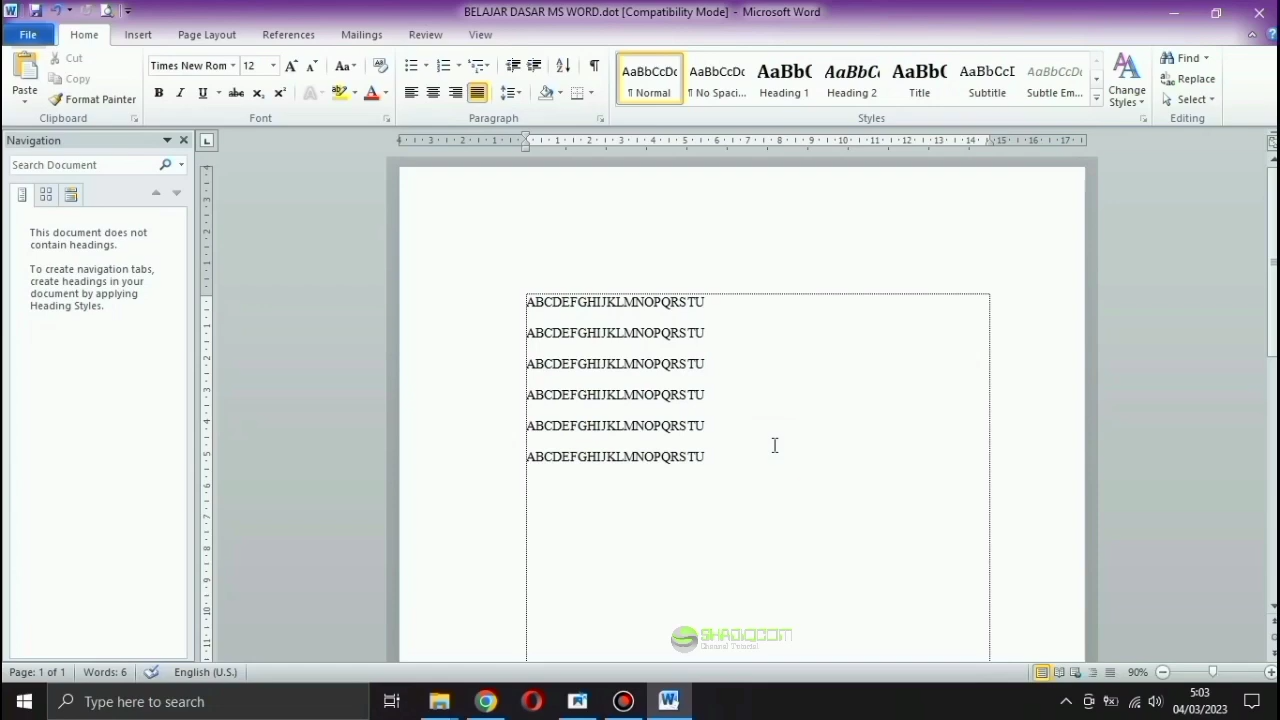 BELAJAR DASAR MS WORD.dot [Compatibility Mode] - Microsoft Word
File Home Insert Page Layout References Mailings Review View
Paste
Cut
Copy
Format Painter
Clipboard
Times New Rom 12
Font
Paragraph
AaBbCcDc AaBbCcDc AaBbC AaBbCc AaBbC AaBbCcI AaBbCcDc
¶ Normal ¶ No Spaci... Heading 1 Heading 2 Title Subtitle Subtle Em...
Styles
Change
Styles
Find
Replace
Select
Editing
Navigation
Search Document
This document does not
contain headings.
To create navigation tabs,
create headings in your
document by applying
Heading Styles.
ABCDEFGHIJKLMNOPQRSTU
ABCDEFGHIJKLMNOPQRSTU
ABCDEFGHIJKLMNOPQRSTU
ABCDEFGHIJKLMNOPQRSTU
ABCDEFGHIJKLMNOPQRSTU
ABCDEFGHIJKLMNOPQRSTU
SHADIQCOM
Channel Tutorial
Page: 1 of 1 Words: 6 English (U.S.) 90%
Type here to search
5:03
04/03/2023